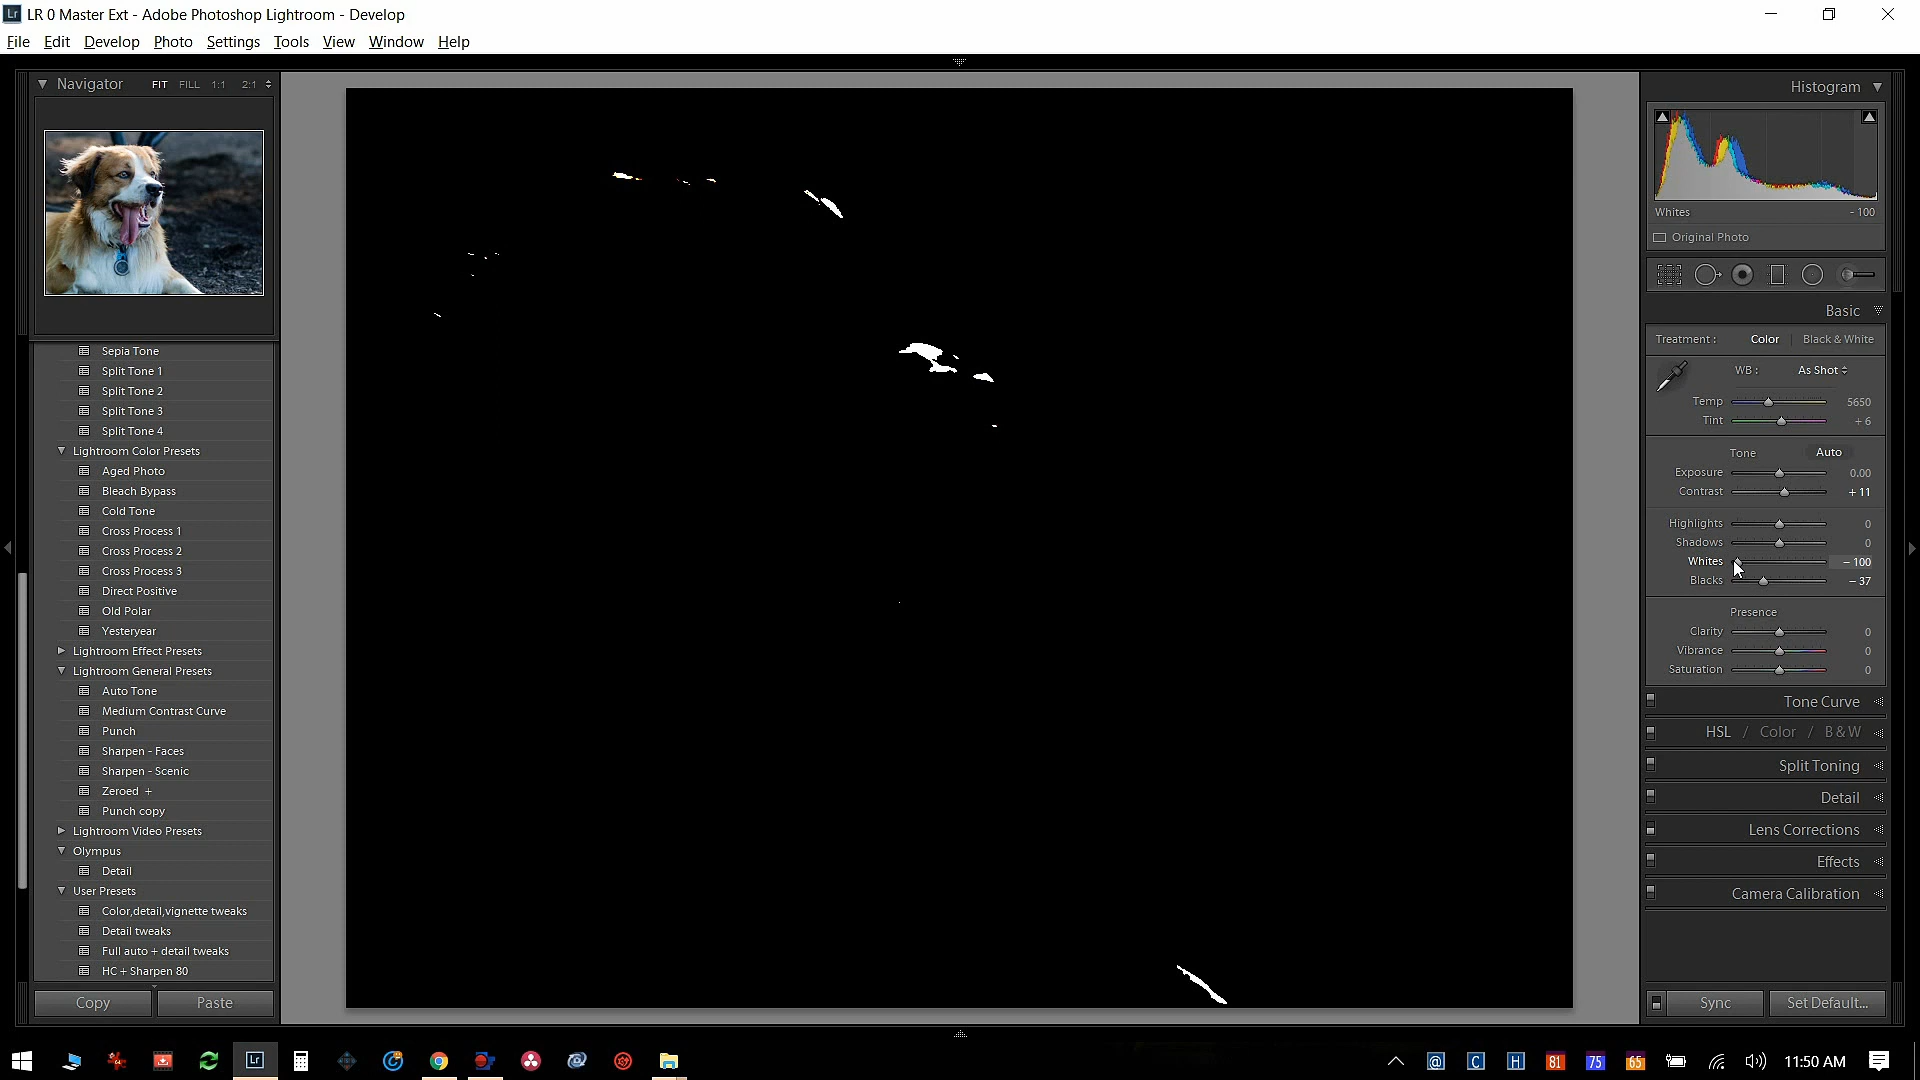 Lr LR 0 Master Ext - Adobe Photoshop Lightroom - Develop
File Edit Develop Photo Settings Tools View Window Help
Navigator FIT FILL 1:1 2:1
Sepia Tone
Split Tone 1
Split Tone 2
Split Tone 3
Split Tone 4
Lightroom Color Presets
Aged Photo
Bleach Bypass
Cold Tone
Cross Process 1
Cross Process 2
Cross Process 3
Direct Positive
Old Polar
Yesteryear
Lightroom Effect Presets
Lightroom General Presets
Auto Tone
Medium Contrast Curve
Punch
Sharpen - Faces
Sharpen - Scenic
Zeroed +
Punch copy
Lightroom Video Presets
Olympus
Detail
User Presets
Color,detail,vignette tweaks
Detail tweaks
Full auto + detail tweaks
HC + Sharpen 80
Copy Paste
Histogram
Whites - 100
Original Photo
Basic
Treatment : Color Black & White
WB : As Shot
Temp 5650
Tint + 6
Tone Auto
Exposure 0.00
Contrast + 11
Highlights 0
Shadows 0
Whites - 100
Blacks - 37
Presence
Clarity 0
Vibrance 0
Saturation 0
Tone Curve
HSL / Color / B & W
Split Toning
Detail
Lens Corrections
Effects
Camera Calibration
Sync Set Default...
Lr @ C H 81 75 65 11:50 AM